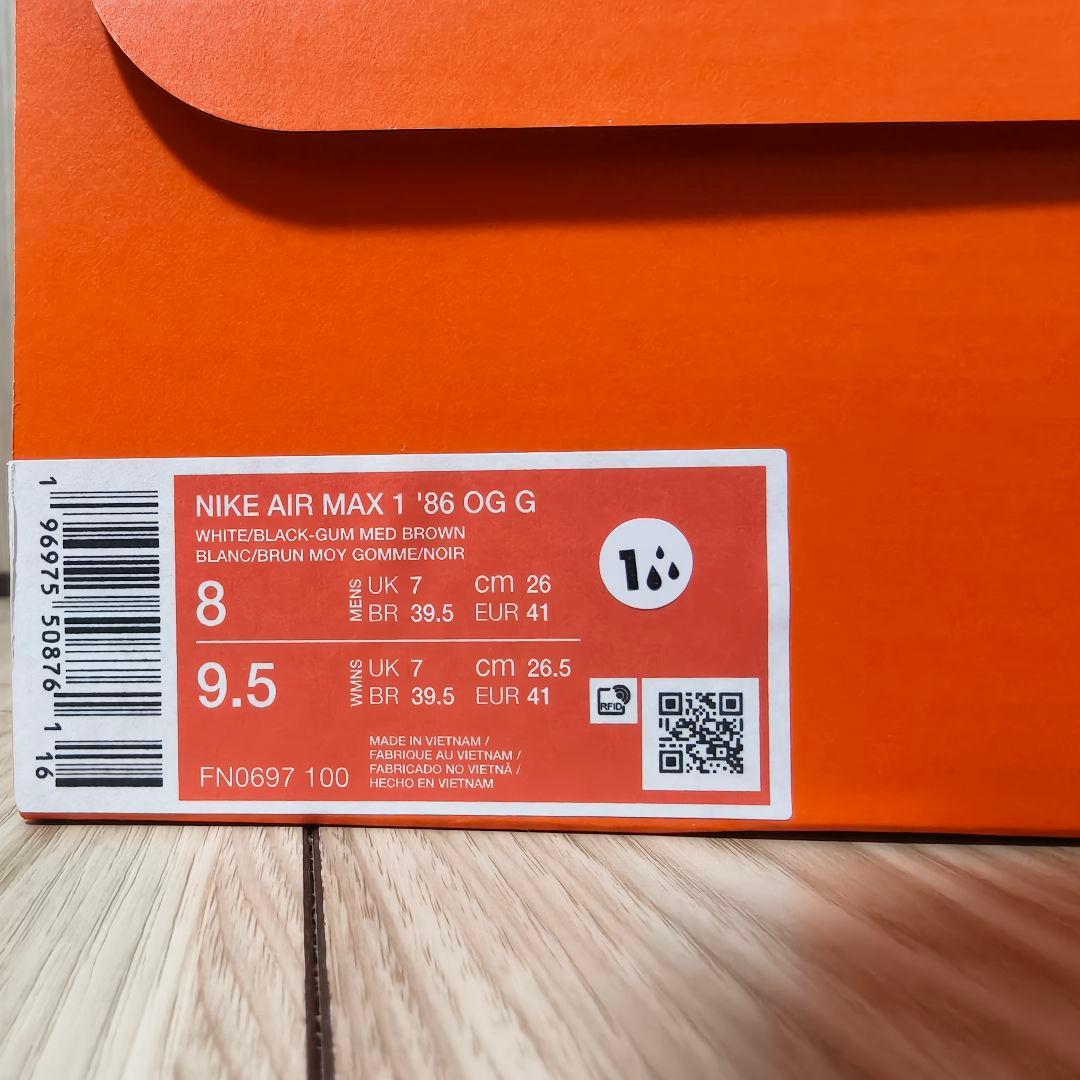 NIKE AIR MAX 1 '86 OG G
WHITE/BLACK-GUM MED BROWN
BLANC/BRUN MOY GOMME/NOIR
8
MENS
UK 7 cm 26
BR 39.5 EUR 41
9.5
WMNS
UK 7 cm 26.5
BR 39.5 EUR 41
MADE IN VIETNAM /
FABRIQUE AU VIETNAM /
FABRICADO NO VIETNÃ /
HECHO EN VIETNAM
FN0697 100
1
RFID
1 96975 50876 1 16